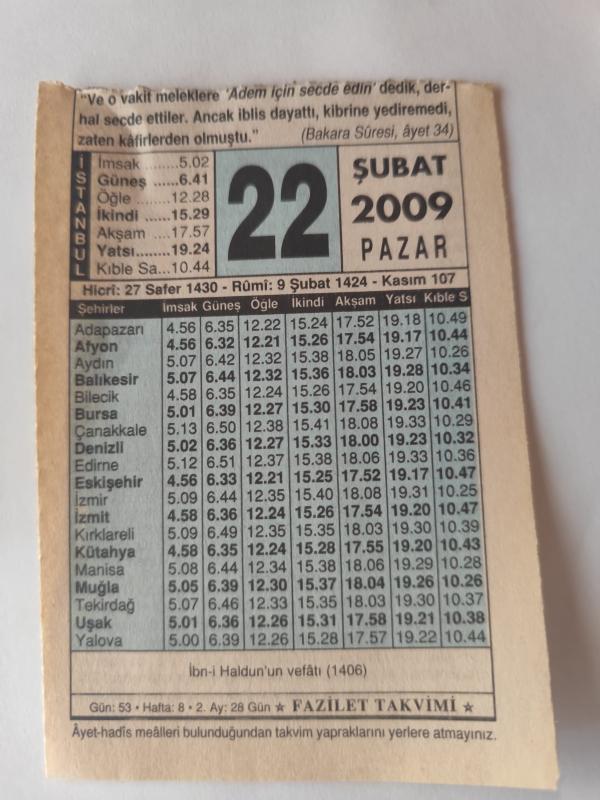 "Ve o vakit meleklere 'Adem için secde edin' dedik, der-
hal secde ettiler. Ancak iblis dayattı, kibrine yediremedi,
zaten kâfirlerden olmuştu." (Bakara Sûresi, âyet 34)
İSTANBUL
İmsak ........5.02
Güneş ......6.41
Öğle ........12.28
İkindi ......15.29
Akşam ....17.57
Yatsı........19.24
Kıble Sa...10.44
22
ŞUBAT
2009
PAZAR
Hicrî: 27 Safer 1430 - Rûmî: 9 Şubat 1424 - Kasım 107
Şehirler İmsak Güneş Öğle İkindi Akşam Yatsı Kıble S
Adapazarı 4.56 6.35 12.22 15.24 17.52 19.18 10.49
Afyon 4.56 6.32 12.21 15.26 17.54 19.17 10.44
Aydın 5.07 6.42 12.32 15.38 18.05 19.27 10.26
Balıkesir 5.07 6.44 12.32 15.36 18.03 19.28 10.34
Bilecik 4.58 6.35 12.24 15.26 17.54 19.20 10.46
Bursa 5.01 6.39 12.27 15.30 17.58 19.23 10.41
Çanakkale 5.13 6.50 12.38 15.41 18.08 19.33 10.29
Denizli 5.02 6.36 12.27 15.33 18.00 19.23 10.32
Edirne 5.12 6.51 12.37 15.38 18.06 19.33 10.36
Eskişehir 4.56 6.33 12.21 15.25 17.52 19.17 10.47
İzmir 5.09 6.44 12.35 15.40 18.08 19.31 10.25
İzmit 4.58 6.36 12.24 15.26 17.54 19.20 10.47
Kırklareli 5.09 6.49 12.35 15.35 18.03 19.30 10.39
Kütahya 4.58 6.35 12.24 15.28 17.55 19.20 10.43
Manisa 5.08 6.44 12.34 15.38 18.06 19.29 10.28
Muğla 5.05 6.39 12.30 15.37 18.04 19.26 10.26
Tekirdağ 5.07 6.46 12.33 15.35 18.03 19.30 10.37
Uşak 5.01 6.36 12.26 15.31 17.58 19.21 10.38
Yalova 5.00 6.39 12.26 15.28 17.57 19.22 10.44
İbn-i Haldun'un vefâtı (1406)
Gün: 53 • Hafta: 8 • 2. Ay: 28 Gün ★ FAZİLET TAKVİMİ ★
Âyet-hadîs meâlleri bulunduğundan takvim yapraklarını yerlere atmayınız.